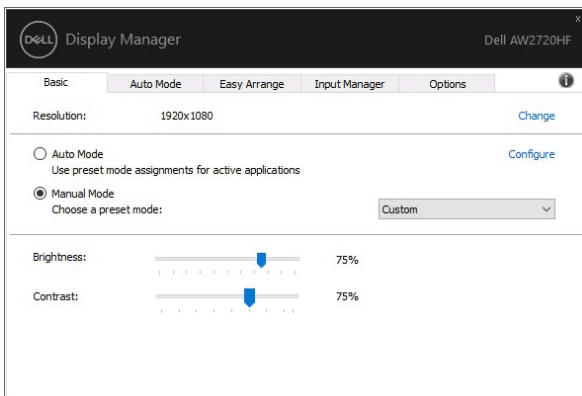 DELL Display Manager
Dell AW2720HF
Basic
Auto Mode
Easy Arrange
Input Manager
Options
Resolution: 1920x1080 Change
Auto Mode Configure
Use preset mode assignments for active applications
Manual Mode
Choose a preset mode: Custom
Brightness: 75%
Contrast: 75%